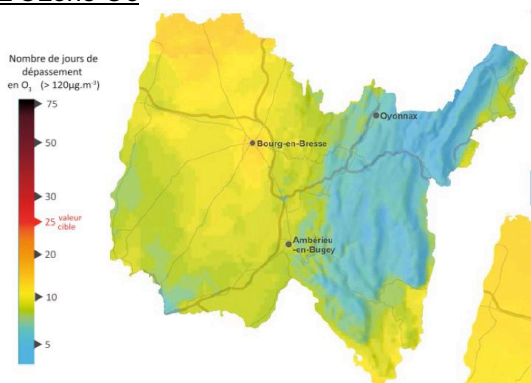 Nombre de jours de
dépassement
en O₃ (> 120µg.m⁻³)
75
50
30
25 valeur
cible
20
10
5
Oyonnax
Bourg-en-Bresse
Ambérieu
-en-Bugey